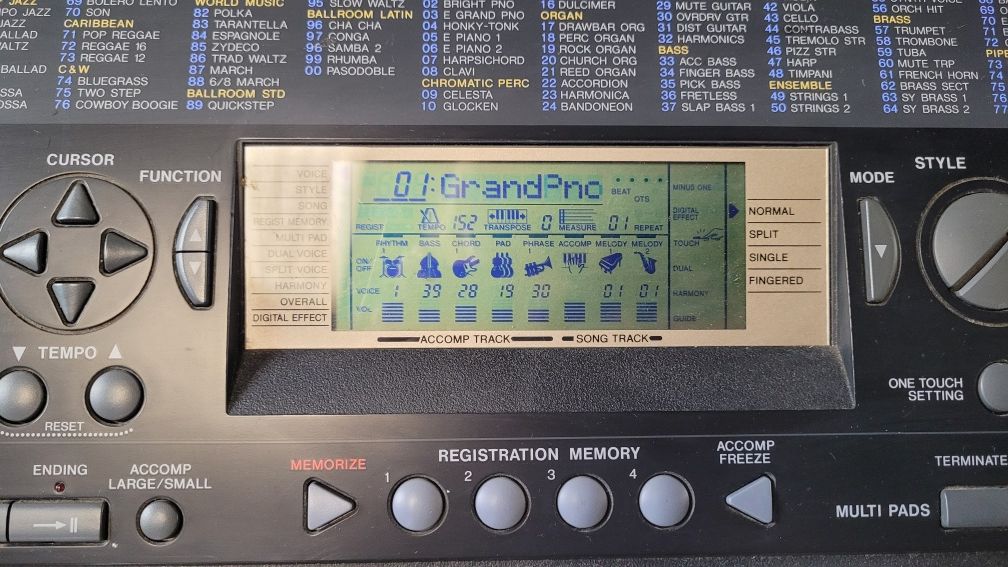 JAZZ
MPO JAZZ
JAZZ
BALLAD
WALTZ
BALLAD
SSA
OSSA
69 BOLERO LENTO
70 SON
CARIBBEAN
71 POP REGGAE
72 REGGAE 16
73 REGGAE 12
C&W
74 BLUEGRASS
75 TWO STEP
76 COWBOY BOOGIE
WORLD MUSIC
82 POLKA
83 TARANTELLA
84 ESPAGNOLE
85 ZYDECO
86 TRAD WALTZ
87 MARCH
88 6/8 MARCH
BALLROOM STD
89 QUICKSTEP
95 SLOW WALTZ
BALLROOM LATIN
96 CHA CHA
97 CONGA
98 SAMBA 2
99 RHUMBA
00 PASODOBLE
02 BRIGHT PNO
03 E GRAND PNO
04 HONKY-TONK
05 E PIANO 1
06 E PIANO 2
07 HARPSICHORD
08 CLAVI
CHROMATIC PERC
09 CELESTA
10 GLOCKEN
16 DULCIMER
ORGAN
17 DRAWBAR ORG
18 PERC ORGAN
19 ROCK ORGAN
20 CHURCH ORG
21 REED ORGAN
22 ACCORDION
23 HARMONICA
24 BANDONEON
29 MUTE GUITAR
30 OVRDRV GTR
31 DIST GUITAR
32 HARMONICS
BASS
33 ACC BASS
34 FINGER BASS
35 PICK BASS
36 FRETLESS
37 SLAP BASS 1
42 VIOLA
43 CELLO
44 CONTRABASS
45 TREMOLO STR
46 PIZZ STR
47 HARP
48 TIMPANI
ENSEMBLE
49 STRINGS 1
50 STRINGS 2
56 ORCH HIT
BRASS
57 TRUMPET
58 TROMBONE
59 TUBA
60 MUTE TRP
61 FRENCH HORN
62 BRASS SECT
63 SY BRASS 1
64 SY BRASS 2
CURSOR
FUNCTION
VOICE
STYLE
SONG
REGIST MEMORY
MULTI PAD
DUAL VOICE
SPLIT VOICE
HARMONY
OVERALL
DIGITAL EFFECT
01:GrandPno
BEAT
OTS
REGIST
TEMPO
152
TRANSPOSE
0
MEASURE
01
REPEAT
RHYTHM BASS CHORD PAD PHRASE ACCOMP MELODY 1 MELODY 2
ON/OFF
VOICE 1 39 28 19 30 01 01
VOL
MINUS ONE
DIGITAL EFFECT
TOUCH
DUAL
HARMONY
GUIDE
NORMAL
SPLIT
SINGLE
FINGERED
ACCOMP TRACK
SONG TRACK
MODE
STYLE
TEMPO
RESET
ONE TOUCH
SETTING
ENDING
ACCOMP
LARGE/SMALL
MEMORIZE
REGISTRATION MEMORY
1 2 3 4
ACCOMP
FREEZE
TERMINATE
MULTI PADS